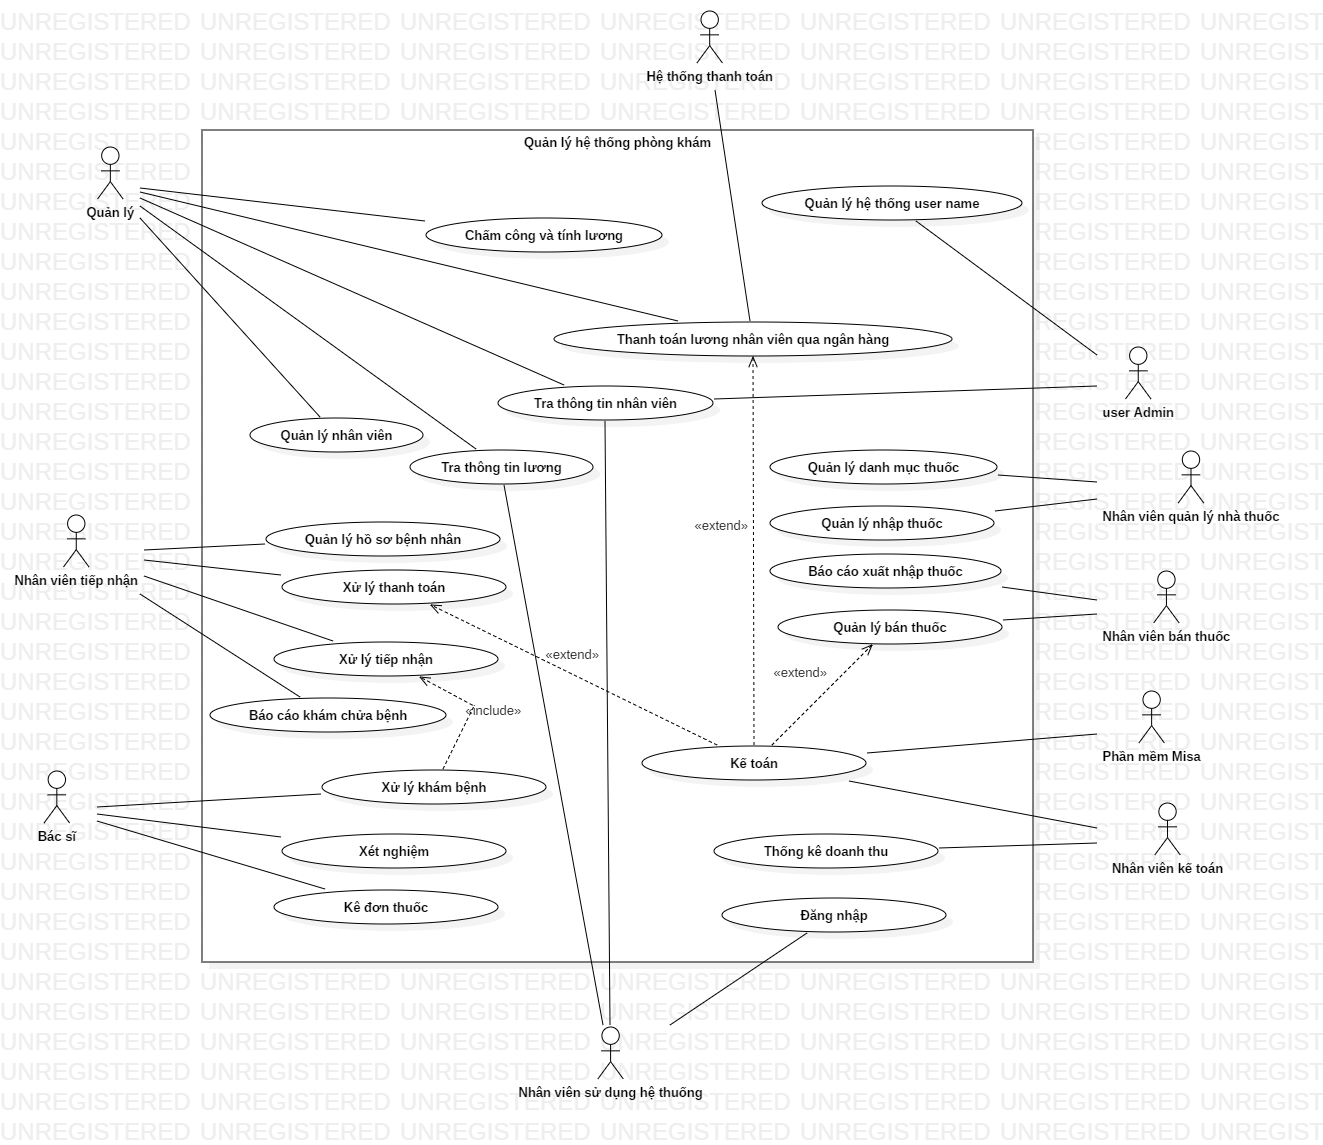 UNREGISTERED UNREGISTERED UNREGISTERED UNREGISTERED UNREGISTERED UNREGISTERED UNREGIST
Hệ thống thanh toán
Quản lý hệ thống phòng khám
Quản lý
Quản lý hệ thống user name
Chấm công và tính lương
Thanh toán lương nhân viên qua ngân hàng
Tra thông tin nhân viên
user Admin
Quản lý nhân viên
Tra thông tin lương
Quản lý danh mục thuốc
«extend»
Quản lý nhập thuốc
Nhân viên quản lý nhà thuốc
Quản lý hồ sơ bệnh nhân
Nhân viên tiếp nhận
Xử lý thanh toán
Báo cáo xuất nhập thuốc
Quản lý bán thuốc
Nhân viên bán thuốc
«extend»
Xử lý tiếp nhận
«extend»
«include»
Báo cáo khám chửa bệnh
Phần mềm Misa
Kế toán
Xử lý khám bệnh
Bác sĩ
Xét nghiệm
Thống kê doanh thu
Nhân viên kế toán
Kê đơn thuốc
Đăng nhập
Nhân viên sử dụng hệ thuống